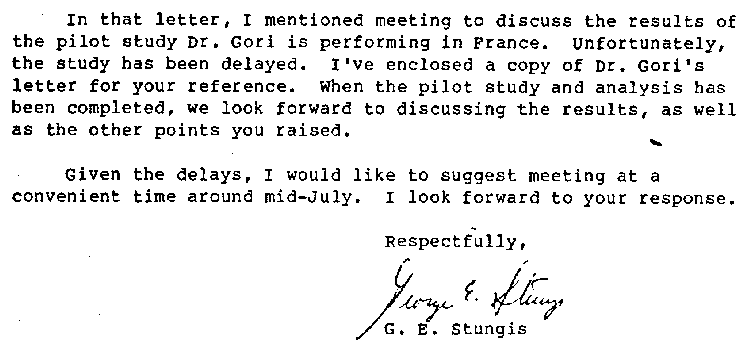 In that letter, I mentioned meeting to discuss the results of
the pilot study Dr. Gori is performing in France. Unfortunately,
the study has been delayed. I've enclosed a copy of Dr. Gori's
letter for your reference. When the pilot study and analysis has
been completed, we look forward to discussing the results, as well
as the other points you raised.
Given the delays, I would like to suggest meeting at a
convenient time around mid-July. I look forward to your response.
Respectfully,
George E. Stungis
G. E. Stungis